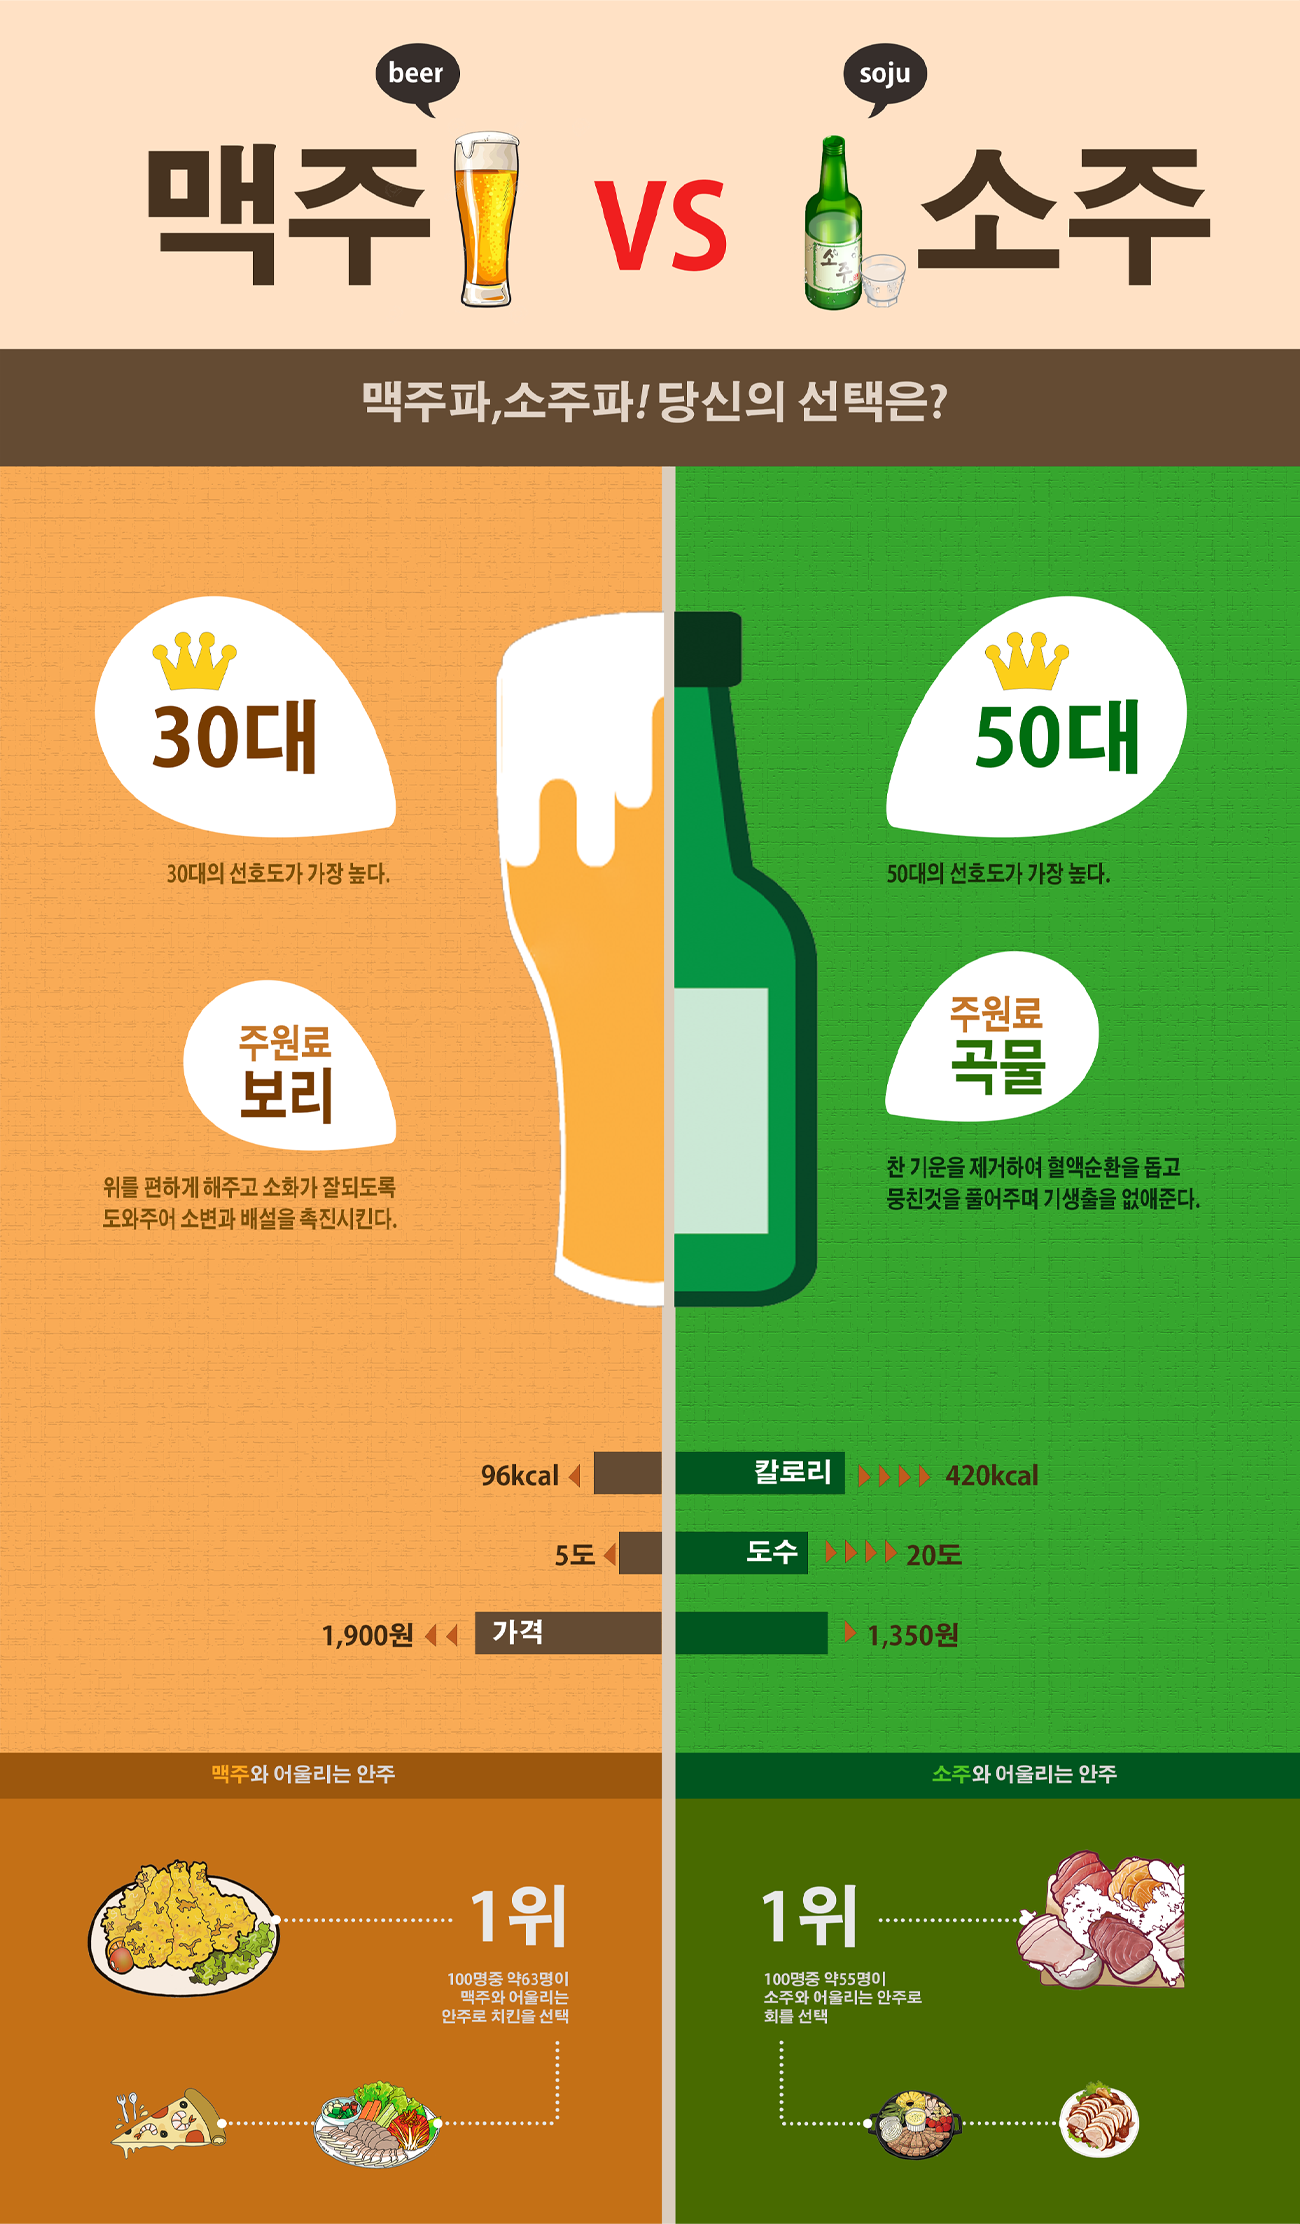 beer
soju
맥주
VS
소주
소주
맥주파,소주파! 당신의 선택은?
30대
30대의 선호도가 가장 높다.
50대
50대의 선호도가 가장 높다.
주원료
보리
위를 편하게 해주고 소화가 잘되도록
도와주어 소변과 배설을 촉진시킨다.
주원료
곡물
찬 기운을 제거하여 혈액순환을 돕고
뭉친것을 풀어주며 기생출을 없애준다.
96kcal
칼로리
420kcal
5도
도수
20도
1,900원
가격
1,350원
맥주와 어울리는 안주
소주와 어울리는 안주
1위
100명중 약63명이
맥주와 어울리는
안주로 치킨을 선택
1위
100명중 약55명이
소주와 어울리는 안주로
회를 선택